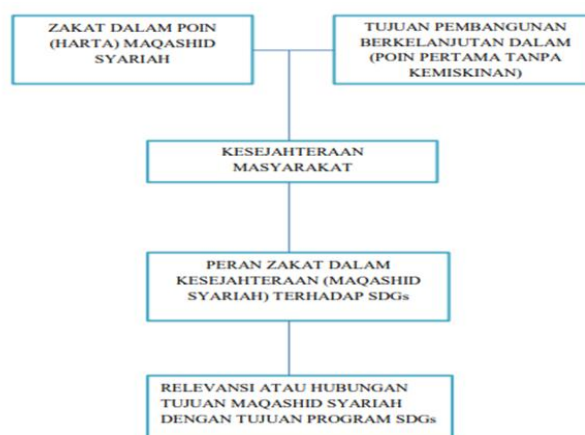 ZAKAT DALAM POIN
(HARTA) MAQASHID
SYARIAH
TUJUAN PEMBANGUNAN
BERKELANJUTAN DALAM
(POIN PERTAMA TANPA
KEMISKINAN)
KESEJAHTERAAN
MASYARAKAT
PERAN ZAKAT DALAM
KESEJAHTERAAN (MAQASHID
SYARIAH) TERHADAP SDGs
RELEVANSI ATAU HUBUNGAN
TUJUAN MAQASHID SYARIAH
DENGAN TUJUAN PROGRAM SDGs